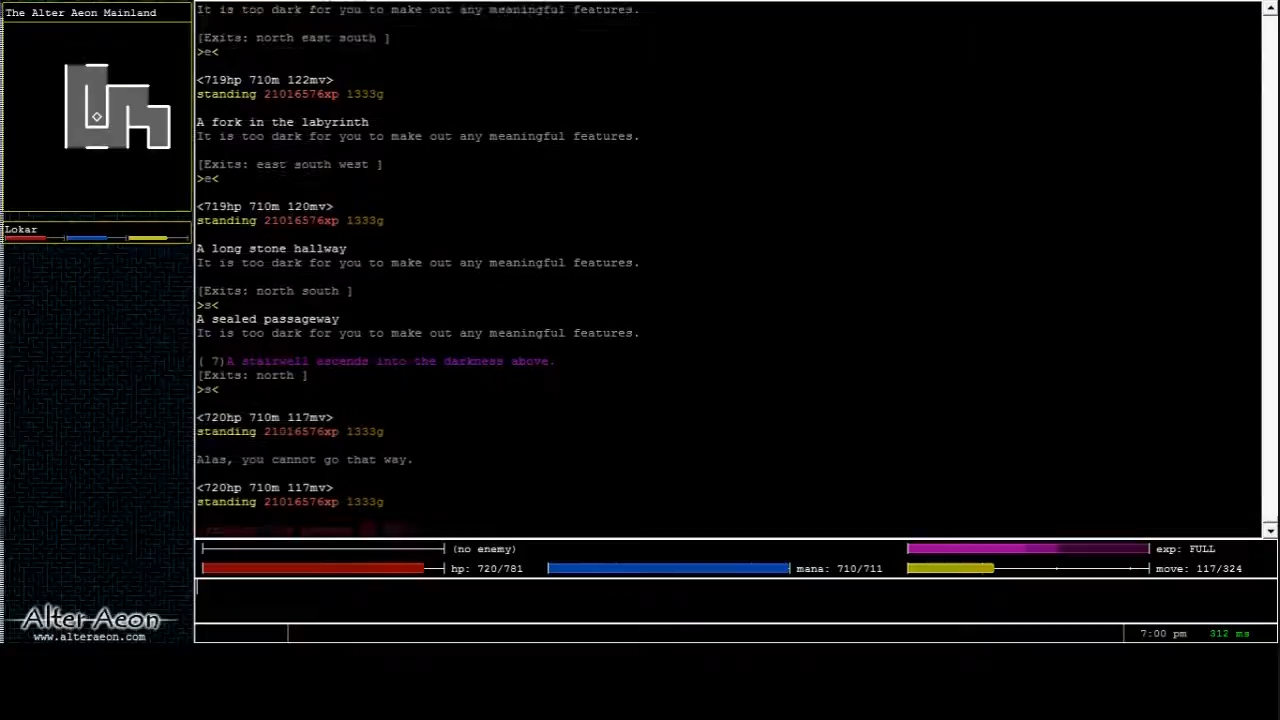 The Alter Aeon Mainland
Lokar
Alter Aeon
www.alteraeon.com
It is too dark for you to make out any meaningful features.
[Exits: north east south ]
>e<
<719hp 710m 122mv>
standing 21016576xp 1333g
A fork in the labyrinth
It is too dark for you to make out any meaningful features.
[Exits: east south west ]
>e<
<719hp 710m 120mv>
standing 21016576xp 1333g
A long stone hallway
It is too dark for you to make out any meaningful features.
[Exits: north south ]
>s<
A sealed passageway
It is too dark for you to make out any meaningful features.
( 7)A stairwell ascends into the darkness above.
[Exits: north ]
>s<
<720hp 710m 117mv>
standing 21016576xp 1333g
Alas, you cannot go that way.
<720hp 710m 117mv>
standing 21016576xp 1333g
(no enemy)
exp: FULL
hp: 720/781
mana: 710/711
move: 117/324
7:00 pm
312 ms